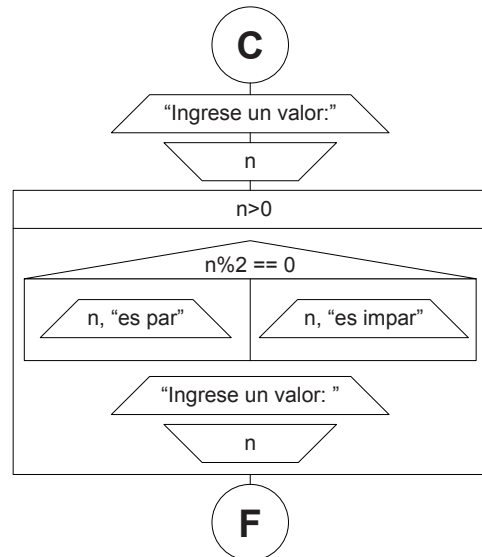 C
“Ingrese un valor:”
n
n>0
n%2 == 0
n, “es par”
n, “es impar”
“Ingrese un valor: ”
n
F